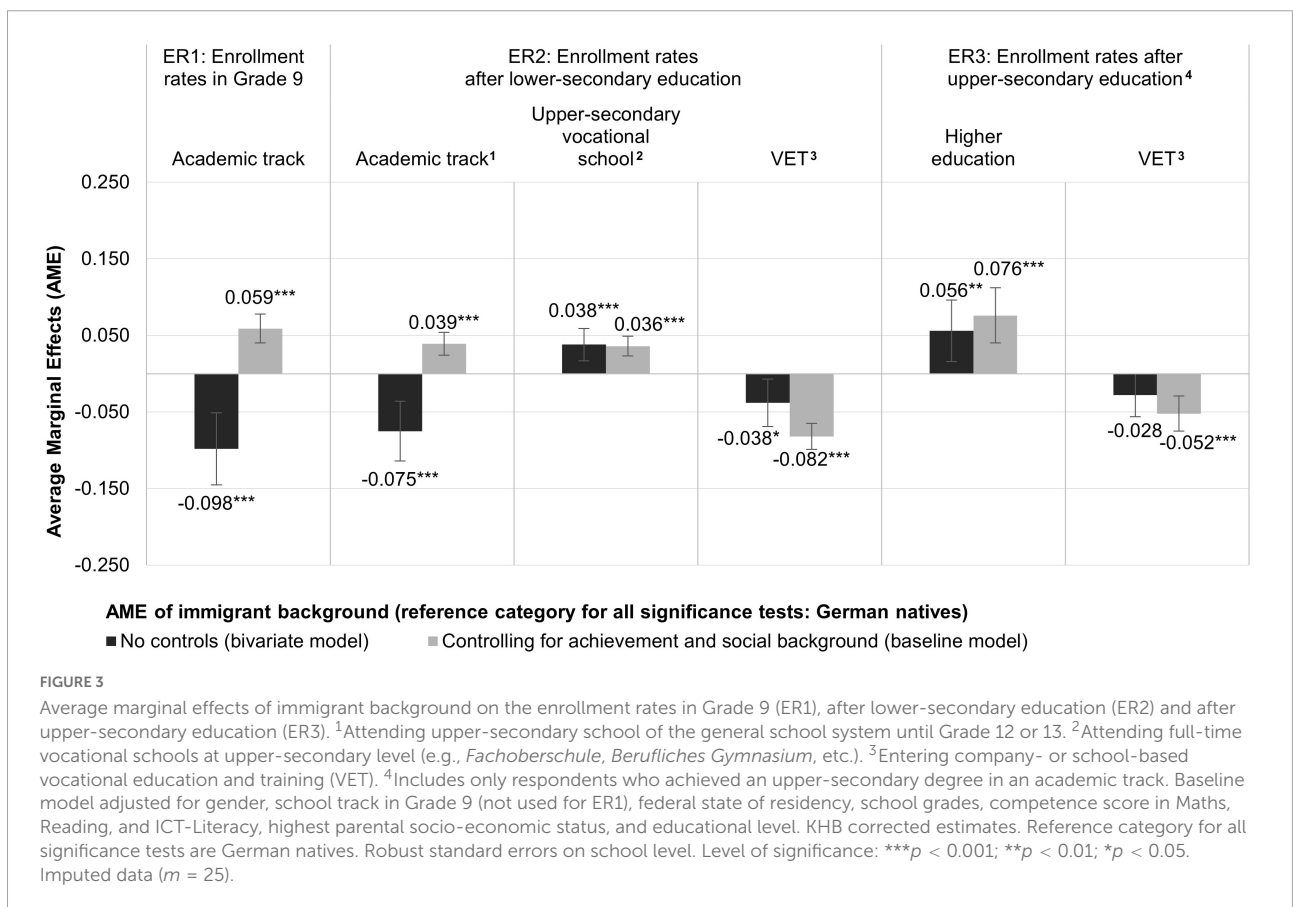 ER1: Enrollment
rates in Grade 9
ER2: Enrollment rates
after lower-secondary education
ER3: Enrollment rates after
upper-secondary education⁴
Academic track
Academic track¹
Upper-secondary
vocational
school²
VET³
Higher
education
VET³
Average Marginal Effects (AME)
0.250
0.150
0.050
-0.050
-0.150
-0.250
-0.098***
0.059***
-0.075***
0.039***
0.038***
0.036***
-0.038*
-0.082***
0.056**
0.076***
-0.028
-0.052***
AME of immigrant background (reference category for all significance tests: German natives)
No controls (bivariate model)
Controlling for achievement and social background (baseline model)
FIGURE 3
Average marginal effects of immigrant background on the enrollment rates in Grade 9 (ER1), after lower-secondary education (ER2) and after
upper-secondary education (ER3). ¹Attending upper-secondary school of the general school system until Grade 12 or 13. ²Attending full-time
vocational schools at upper-secondary level (e.g., Fachoberschule, Berufliches Gymnasium, etc.). ³Entering company- or school-based
vocational education and training (VET). ⁴Includes only respondents who achieved an upper-secondary degree in an academic track. Baseline
model adjusted for gender, school track in Grade 9 (not used for ER1), federal state of residency, school grades, competence score in Maths,
Reading, and ICT-Literacy, highest parental socio-economic status, and educational level. KHB corrected estimates. Reference category for all
significance tests are German natives. Robust standard errors on school level. Level of significance: ***p < 0.001; **p < 0.01; *p < 0.05.
Imputed data (m = 25).